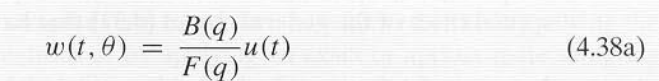 w(t, θ) = B(q)/F(q) u(t) (4.38a)